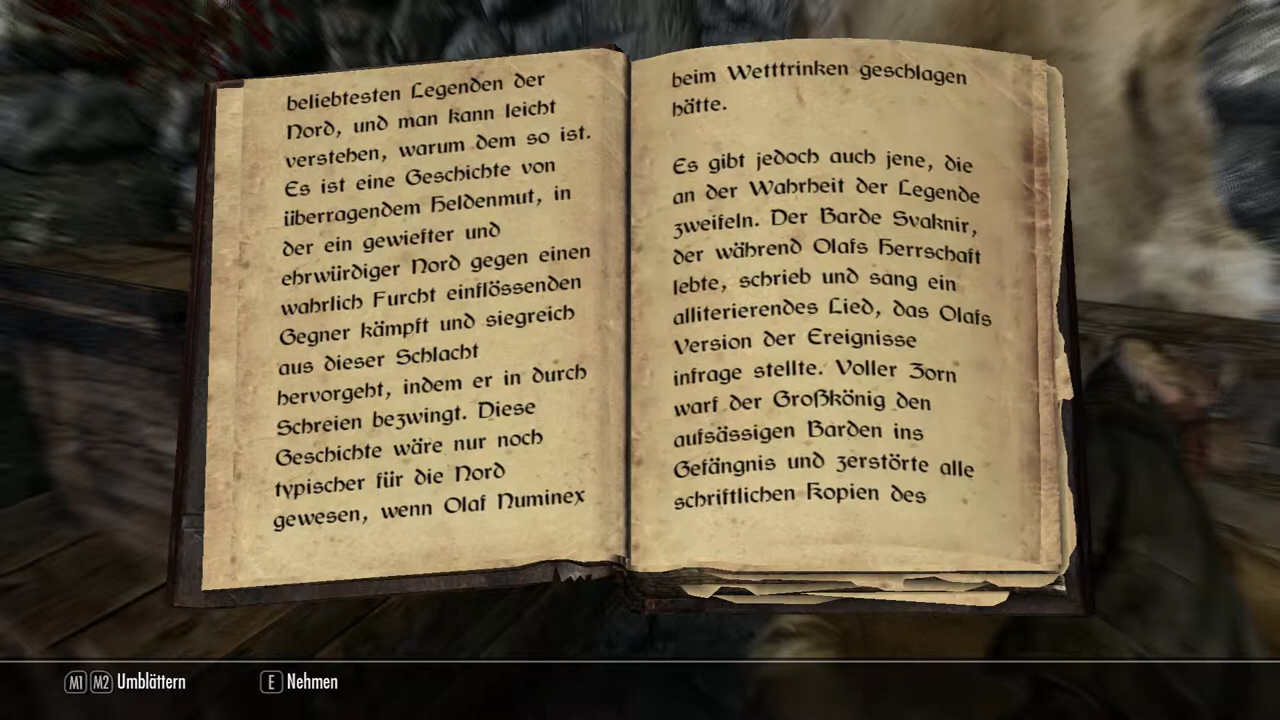 beliebtesten Legenden der
Nord, und man kann leicht
verstehen, warum dem so ist.
Es ist eine Geschichte von
überragendem Heldenmut, in
der ein gewiefter und
ehrwürdiger Nord gegen einen
wahrlich Furcht einflössenden
Gegner kämpft und siegreich
aus dieser Schlacht
hervorgeht, indem er in durch
Schreien bezwingt. Diese
Geschichte wäre nur noch
typischer für die Nord
gewesen, wenn Olaf Numinex
beim Wetttrinken geschlagen
hätte.
Es gibt jedoch auch jene, die
an der Wahrheit der Legende
zweifeln. Der Barde Svaknir,
der während Olafs Herrschaft
lebte, schrieb und sang ein
alliterierendes Lied, das Olafs
Version der Ereignisse
infrage stellte. Voller Zorn
warf der Großkönig den
aufsässigen Barden ins
Gefängnis und zerstörte alle
schriftlichen Kopien des
M1 M2 Umblättern
E Nehmen